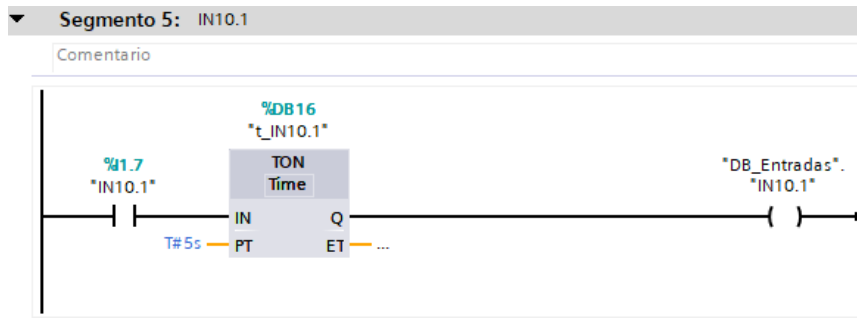 Segmento 5: IN10.1
Comentario
%DB16
"t_IN10.1"
%I1.7
"IN10.1"
TON
Time
"DB_Entradas".
"IN10.1"
IN Q
T#5s PT ET ...